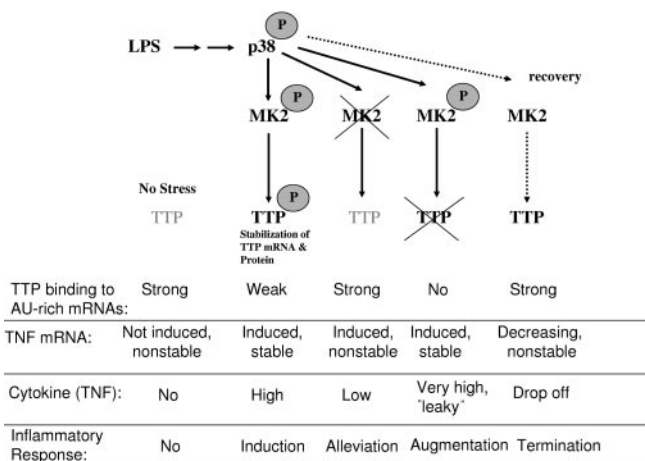 P
LPS p38
recovery
P P
MK2 MK2 MK2 MK2
No Stress
P
TTP TTP TTP TTP TTP
Stabilization of
TTP mRNA &
Protein
TTP binding to Strong Weak Strong No Strong
AU-rich mRNAs:
TNF mRNA: Not induced, Induced, Induced, Induced, Decreasing,
nonstable stable nonstable stable nonstable
Cytokine (TNF): No High Low Very high, Drop off
"leaky"
Inflammatory
Response: No Induction Alleviation Augmentation Termination